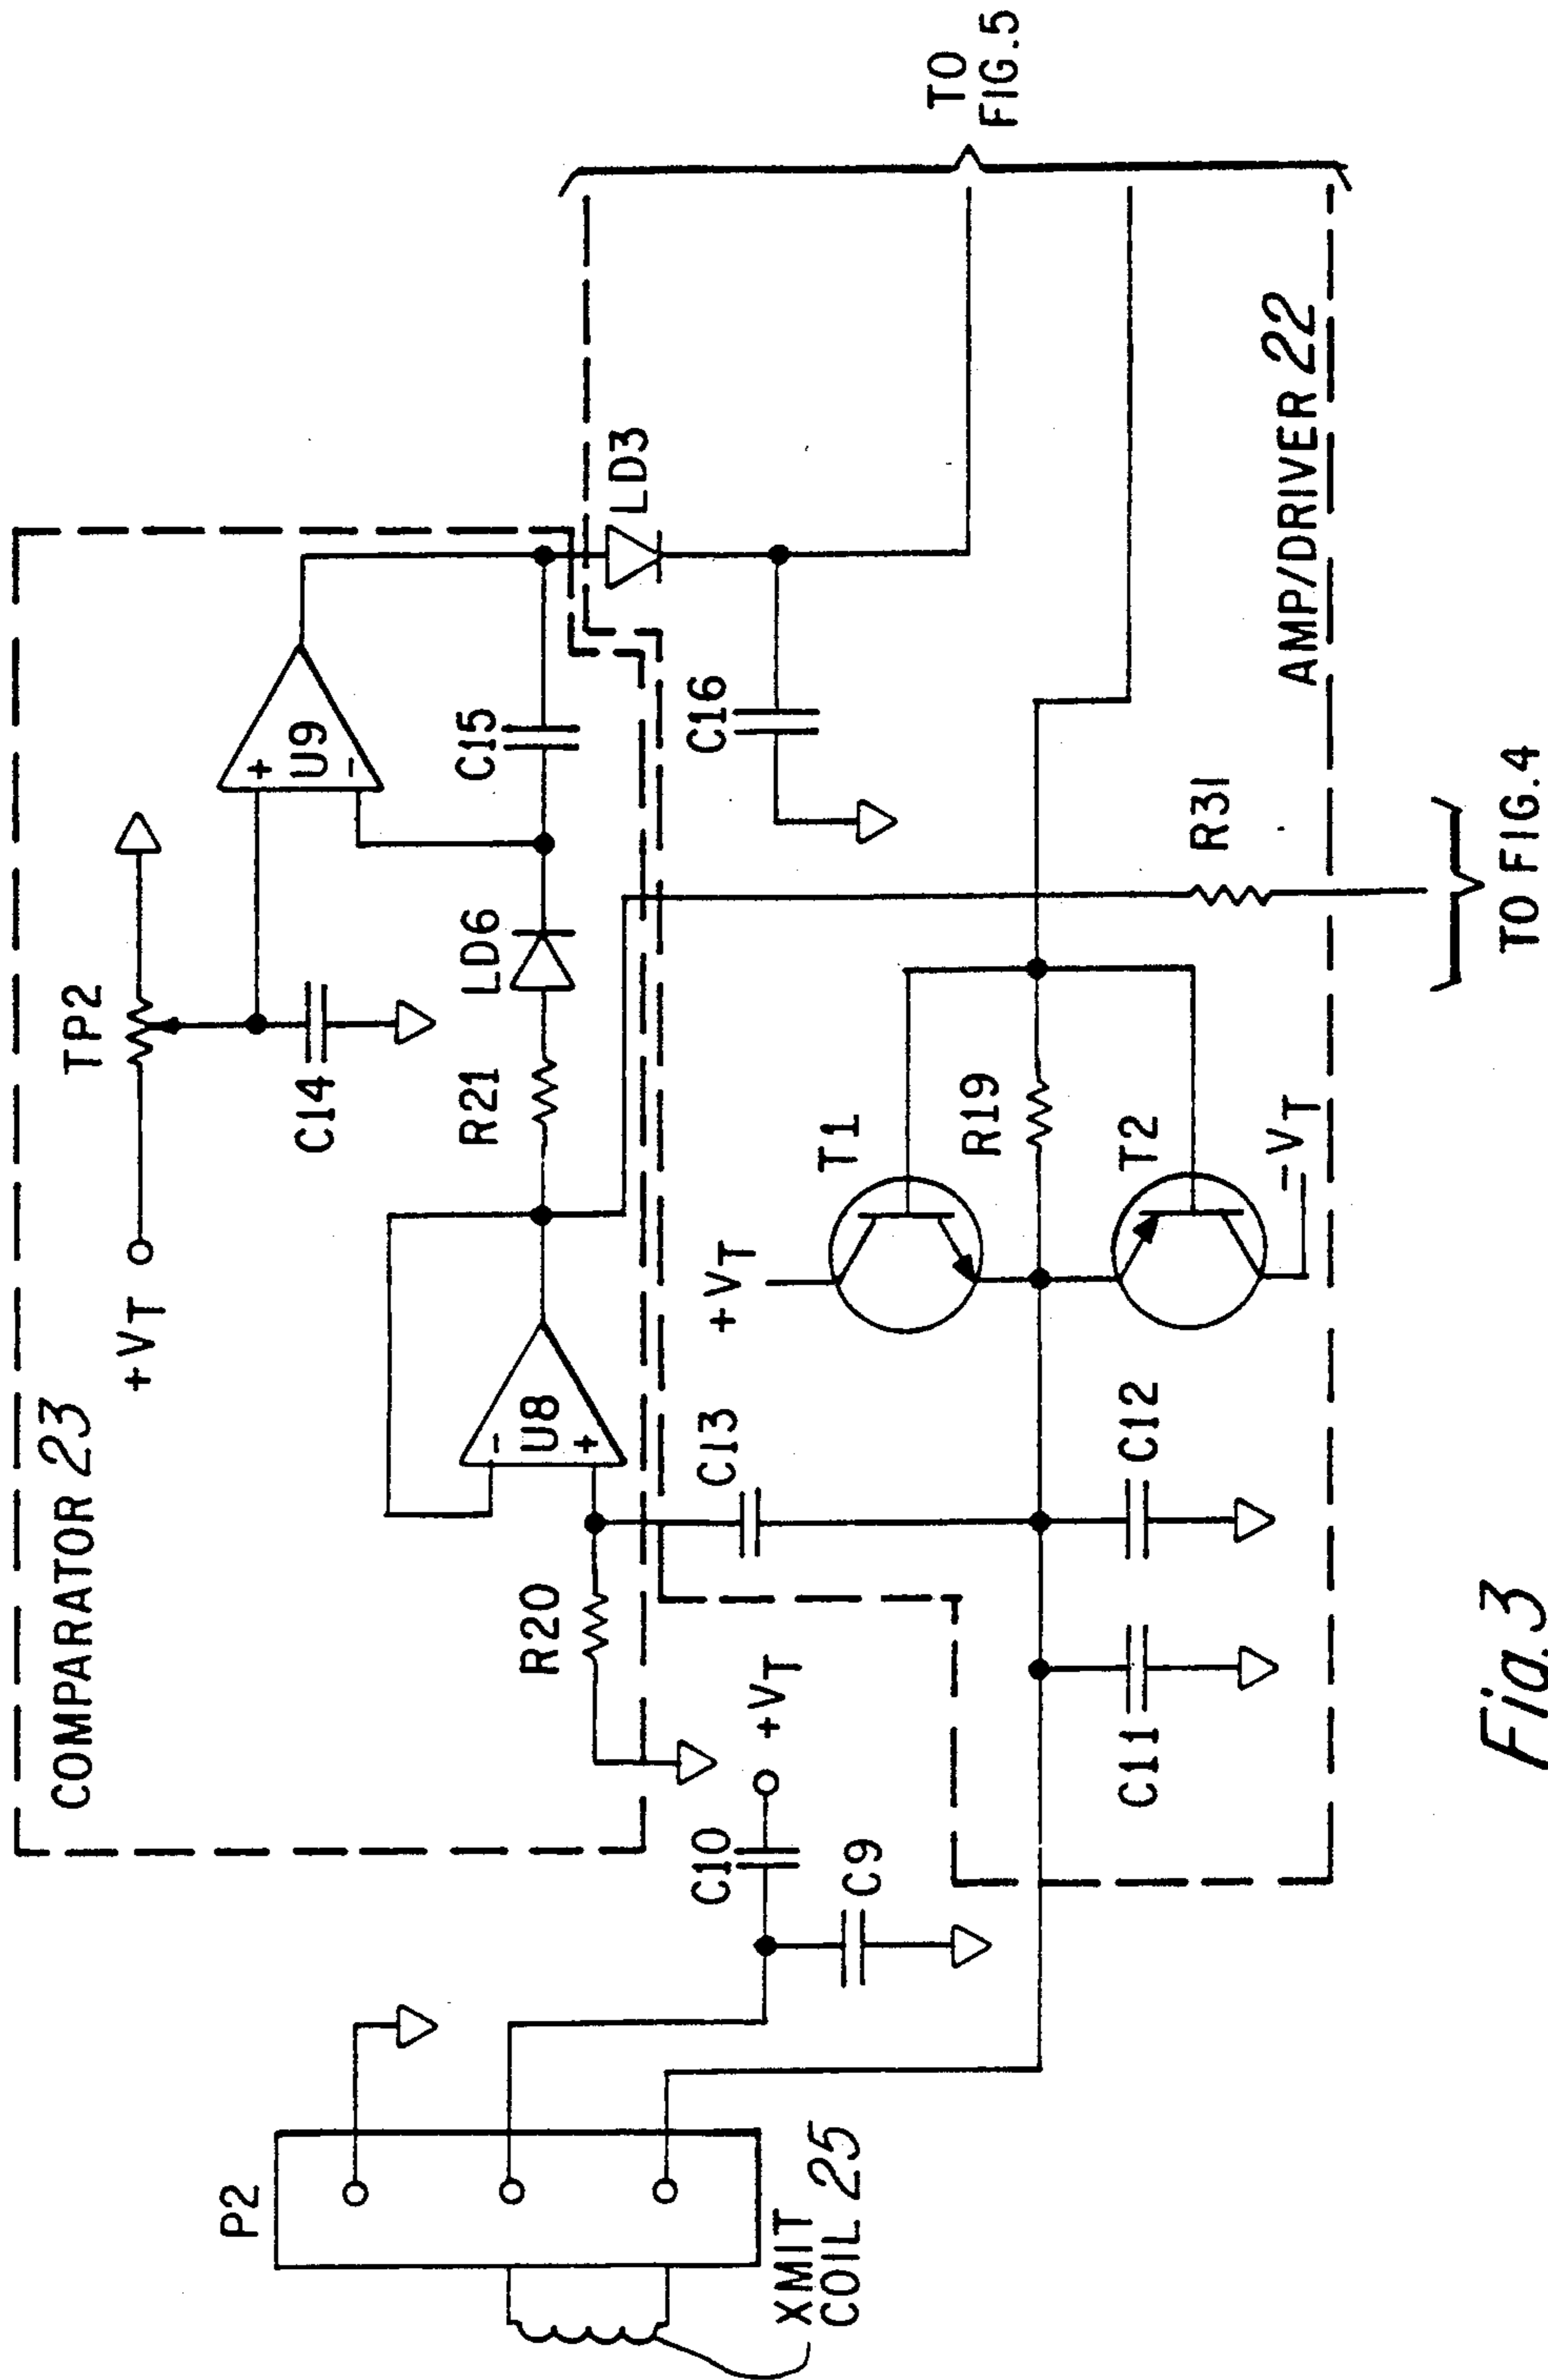 COMPARATOR 23
+VT
TP2
C14
U9
+
-
C15
LD6
R21
U8
-
+
R20
C13
LD3
C16
TO
FIG.5
P2
XMIT
COIL 25
C10
+VT
C9
+VT
T1
R19
T2
-VT
C11
C12
R31
AMP/DRIVER 22
TO FIG.4
Fig.3